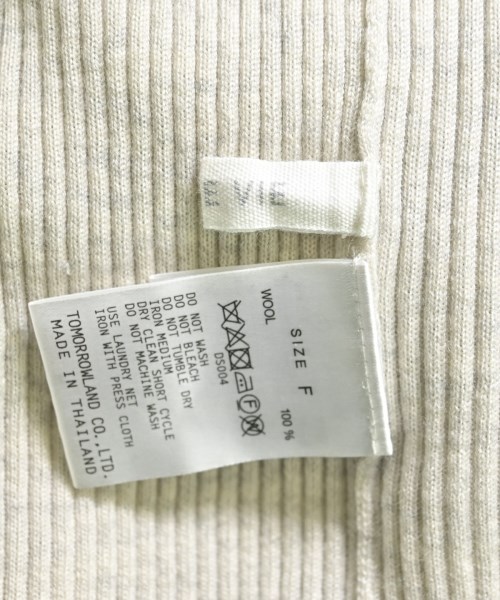 VIE
SIZE F
WOOL 100 %
DS004
DO NOT WASH
DO NOT BLEACH
DO NOT TUMBLE DRY
IRON MEDIUM
DRY CLEAN SHORT CYCLE
DO NOT MACHINE WASH
USE LAUNDRY NET
IRON WITH PRESS CLOTH
TOMORROWLAND CO.,LTD.
MADE IN THAILAND